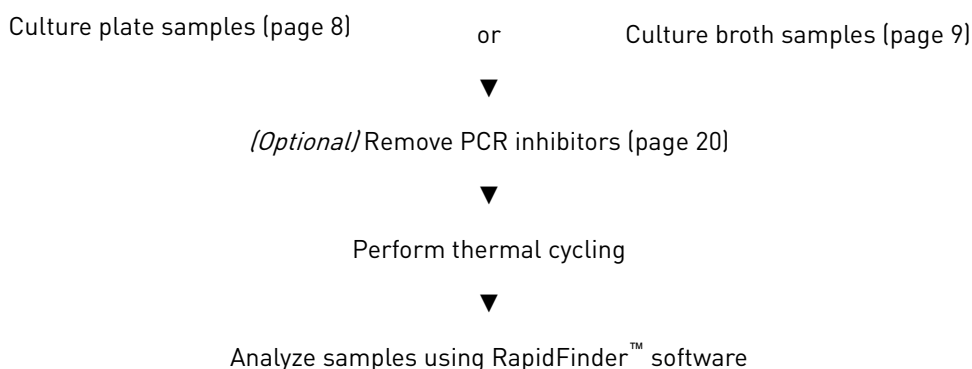 Culture plate samples (page 8) or Culture broth samples (page 9)
▼
(Optional) Remove PCR inhibitors (page 20)
▼
Perform thermal cycling
▼
Analyze samples using RapidFinder™ software